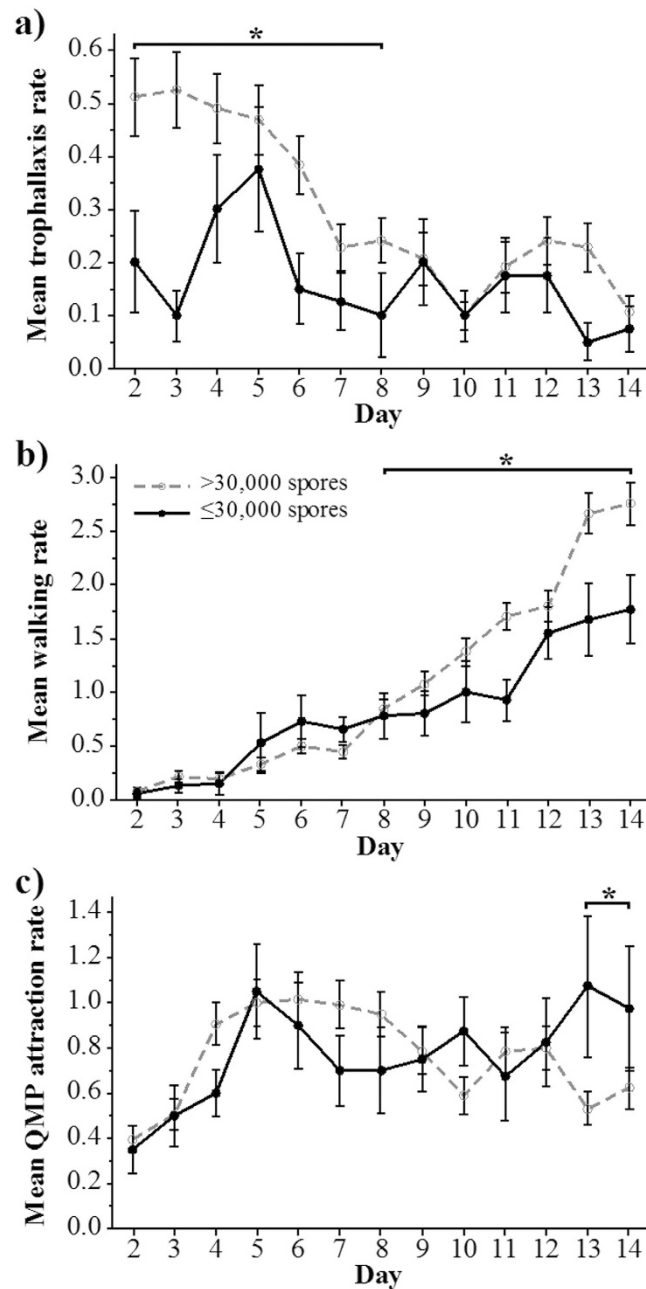 a)
*
0.6
0.5
0.4
0.3
0.2
0.1
0.0
Mean trophallaxis rate
2 3 4 5 6 7 8 9 10 11 12 13 14
Day
b)
*
3.0
2.5
2.0
1.5
1.0
0.5
0.0
>30,000 spores
≤30,000 spores
Mean walking rate
2 3 4 5 6 7 8 9 10 11 12 13 14
Day
c)
*
1.4
1.2
1.0
0.8
0.6
0.4
0.2
0.0
Mean QMP attraction rate
2 3 4 5 6 7 8 9 10 11 12 13 14
Day